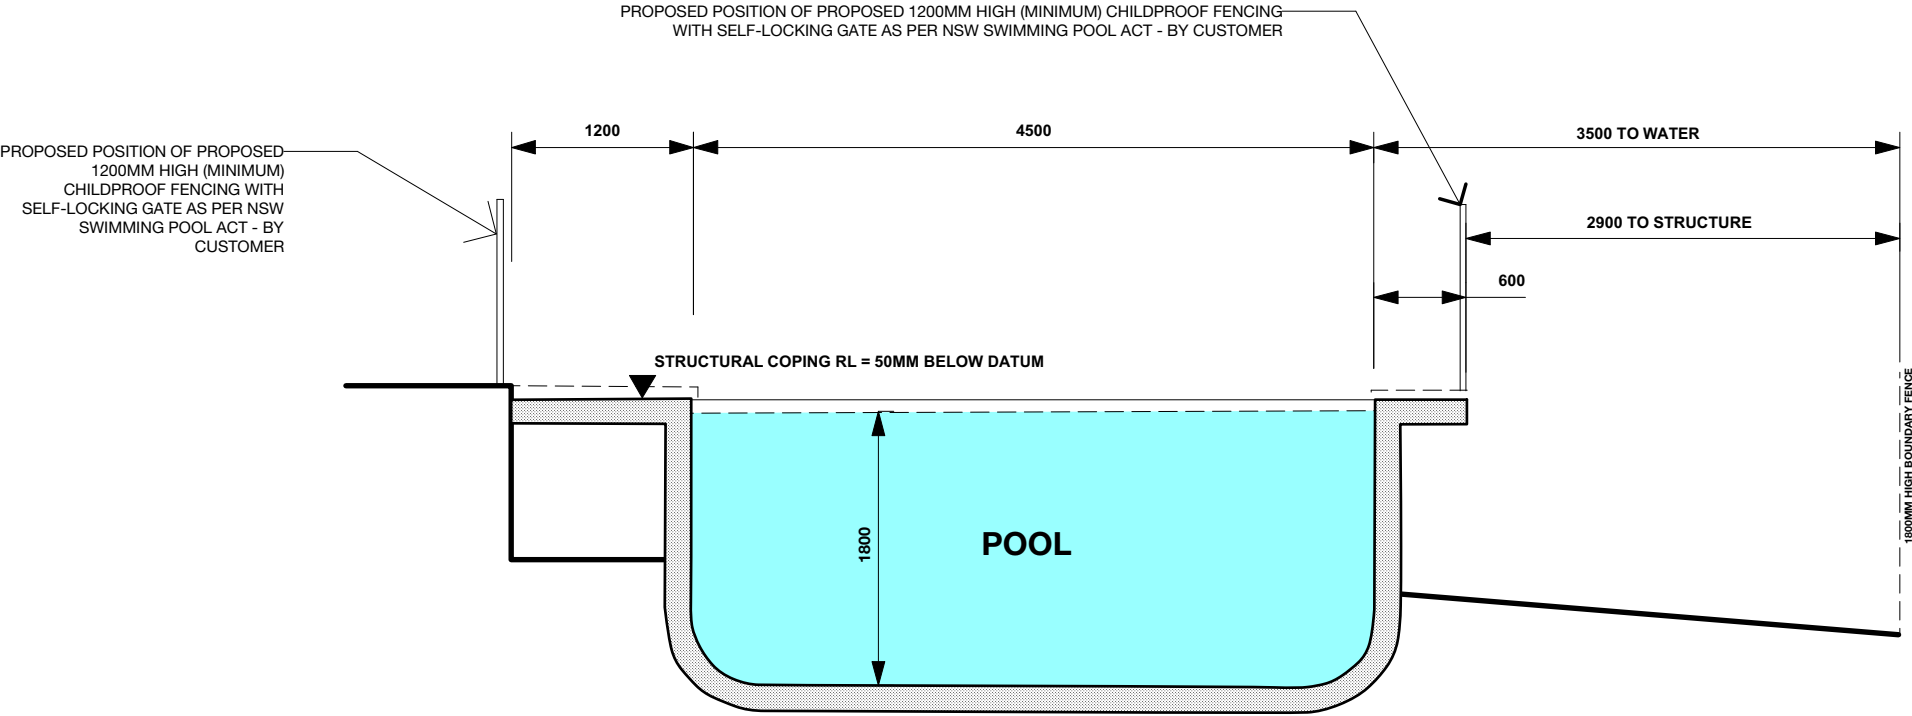 PROPOSED POSITION OF PROPOSED 1200MM HIGH (MINIMUM) CHILDPROOF FENCING
WITH SELF-LOCKING GATE AS PER NSW SWIMMING POOL ACT - BY CUSTOMER
1200
4500
3500 TO WATER
PROPOSED POSITION OF PROPOSED
1200MM HIGH (MINIMUM)
CHILDPROOF FENCING WITH
SELF-LOCKING GATE AS PER NSW
SWIMMING POOL ACT - BY
CUSTOMER
2900 TO STRUCTURE
600
STRUCTURAL COPING RL = 50MM BELOW DATUM
1800MM HIGH BOUNDARY FENCE
1800
POOL